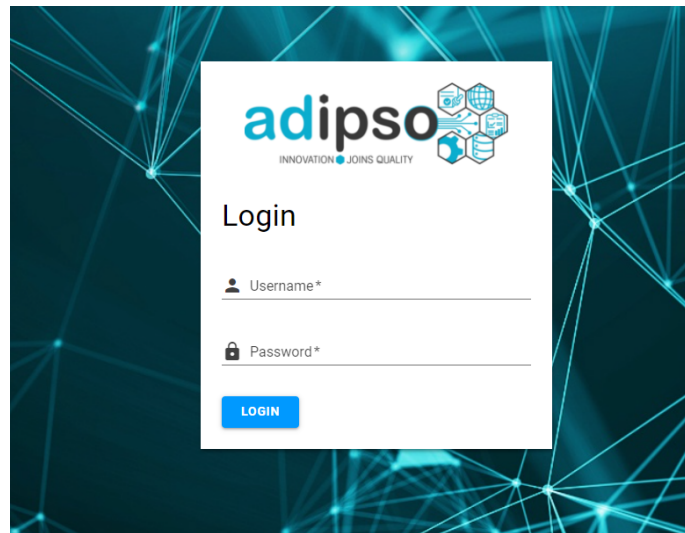 adipso
INNOVATION JOINS QUALITY
Login
Username *
Password *
LOGIN